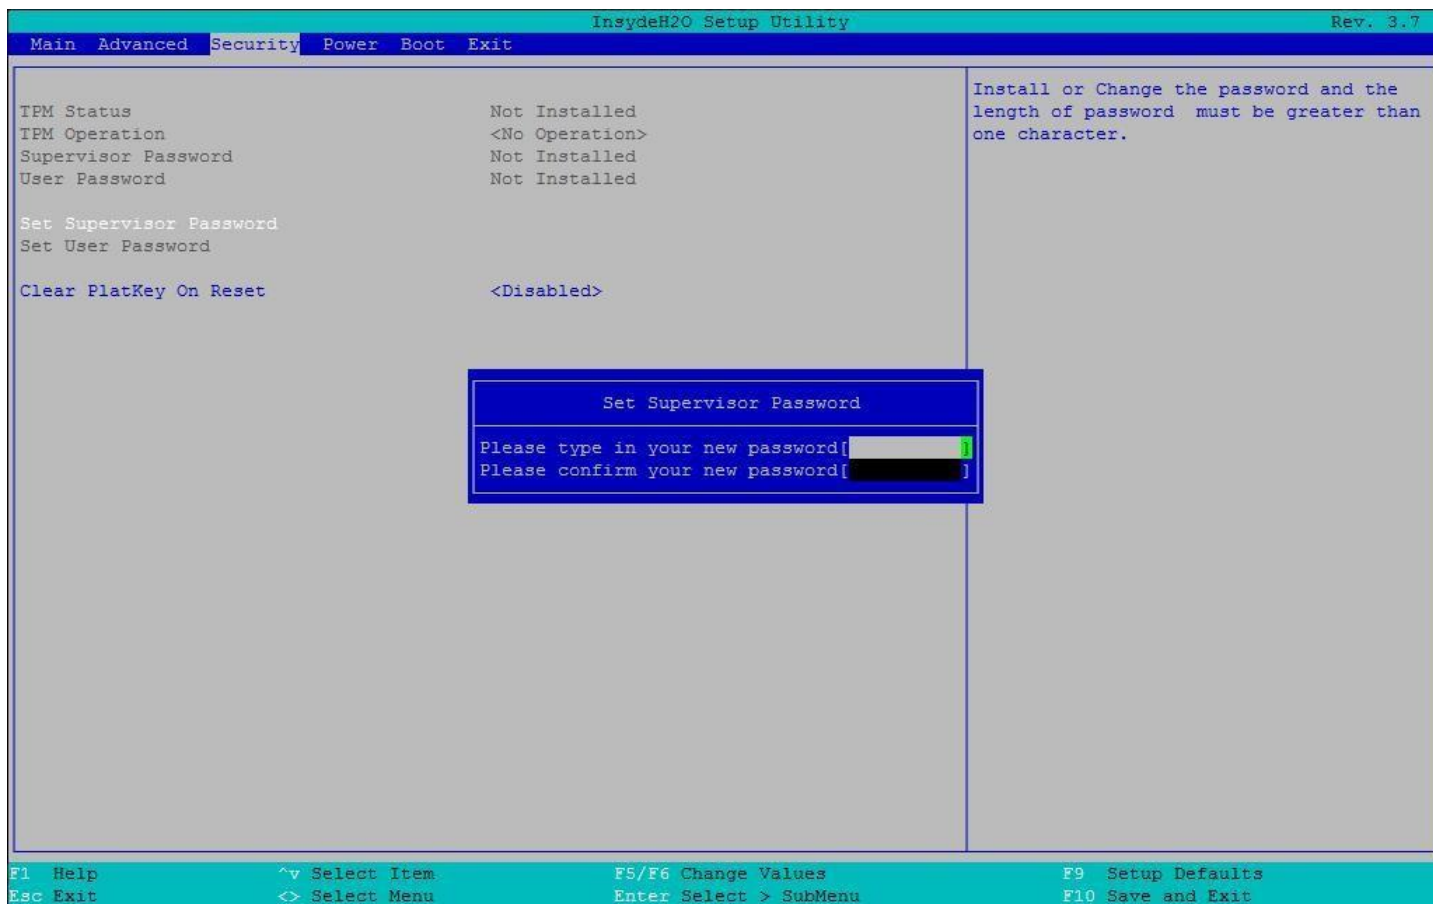 InsydeH2O Setup Utility Rev. 3.7
Main Advanced Security Power Boot Exit
TPM Status Not Installed
TPM Operation <No Operation>
Supervisor Password Not Installed
User Password Not Installed
Set Supervisor Password
Set User Password
Clear PlatKey On Reset <Disabled>
Install or Change the password and the
length of password must be greater than
one character.
Set Supervisor Password
Please type in your new password[ ]
Please confirm your new password[ ]
F1 Help ^v Select Item F5/F6 Change Values F9 Setup Defaults
Esc Exit <> Select Menu Enter Select > SubMenu F10 Save and Exit